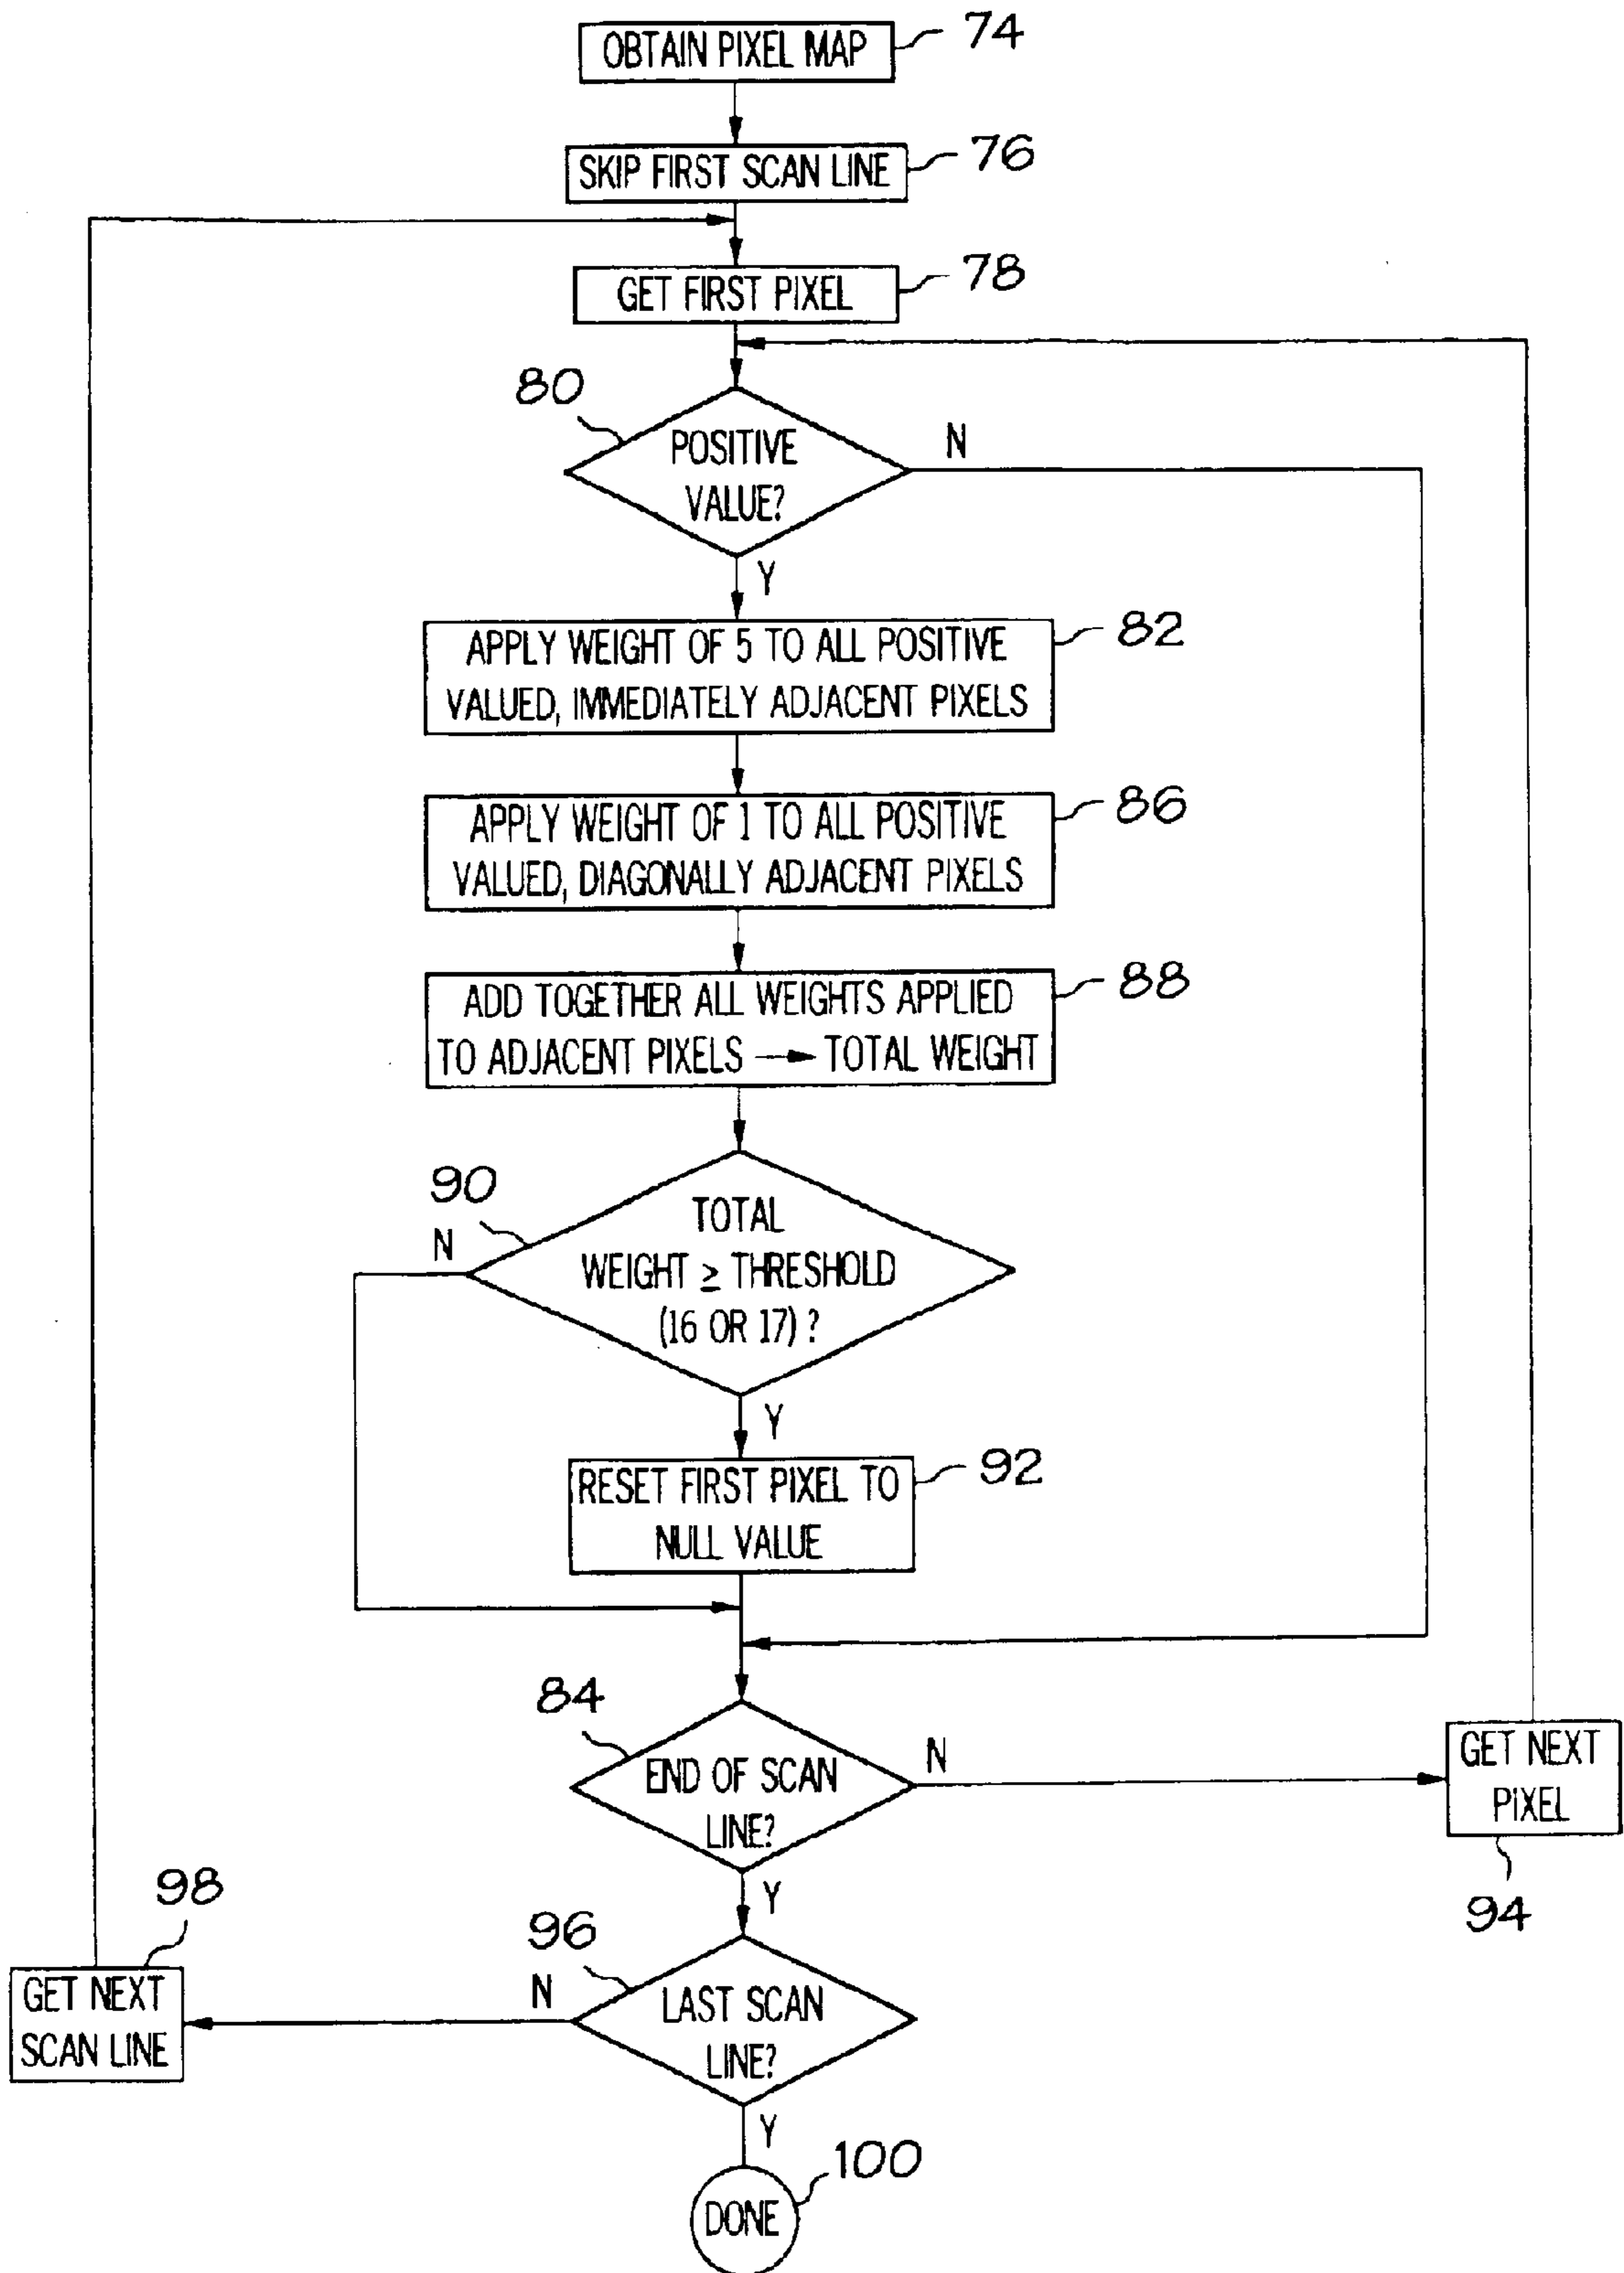 OBTAIN PIXEL MAP
74
SKIP FIRST SCAN LINE
76
GET FIRST PIXEL
78
80
POSITIVE
VALUE?
N
Y
APPLY WEIGHT OF 5 TO ALL POSITIVE
VALUED, IMMEDIATELY ADJACENT PIXELS
82
APPLY WEIGHT OF 1 TO ALL POSITIVE
VALUED, DIAGONALLY ADJACENT PIXELS
86
ADD TOGETHER ALL WEIGHTS APPLIED
TO ADJACENT PIXELS → TOTAL WEIGHT
88
90
N
TOTAL
WEIGHT ≥ THRESHOLD
(16 OR 17) ?
Y
RESET FIRST PIXEL TO
NULL VALUE
92
84
END OF SCAN
LINE?
N
Y
GET NEXT
PIXEL
94
98
GET NEXT
SCAN LINE
96
N
LAST SCAN
LINE?
Y
DONE
100